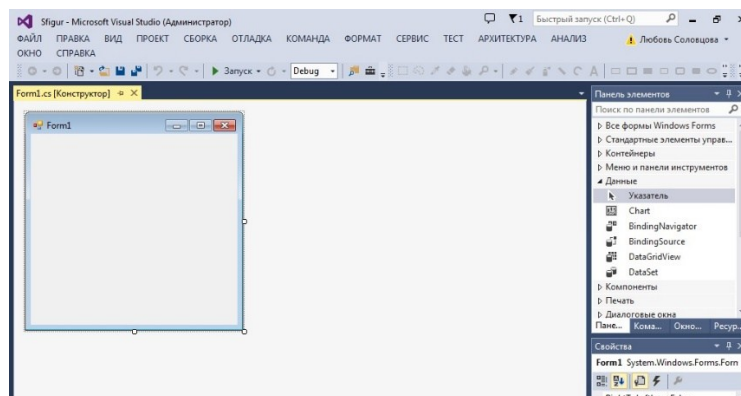 Sfigur - Microsoft Visual Studio (Администратор)
1
Быстрый запуск (Ctrl+Q)
ФАЙЛ ПРАВКА ВИД ПРОЕКТ СБОРКА ОТЛАДКА КОМАНДА ФОРМАТ СЕРВИС ТЕСТ АРХИТЕКТУРА АНАЛИЗ
Любовь Соловцова
ОКНО СПРАВКА
Запуск Debug
Form1.cs [Конструктор]
Form1
Панель элементов
Поиск по панели элементов
Все формы Windows Forms
Стандартные элементы управ...
Контейнеры
Меню и панели инструментов
Данные
Указатель
Chart
BindingNavigator
BindingSource
DataGridView
DataSet
Компоненты
Печать
Диалоговые окна
Пане... Кома... Окно... Ресур...
Свойства
Form1 System.Windows.Forms.Forn